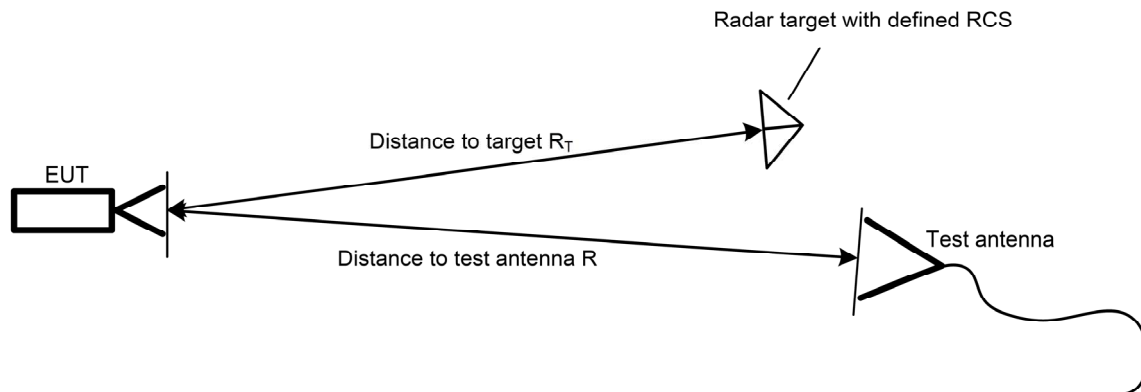 Radar target with defined RCS
Distance to target R_T
EUT
Test antenna
Distance to test antenna R